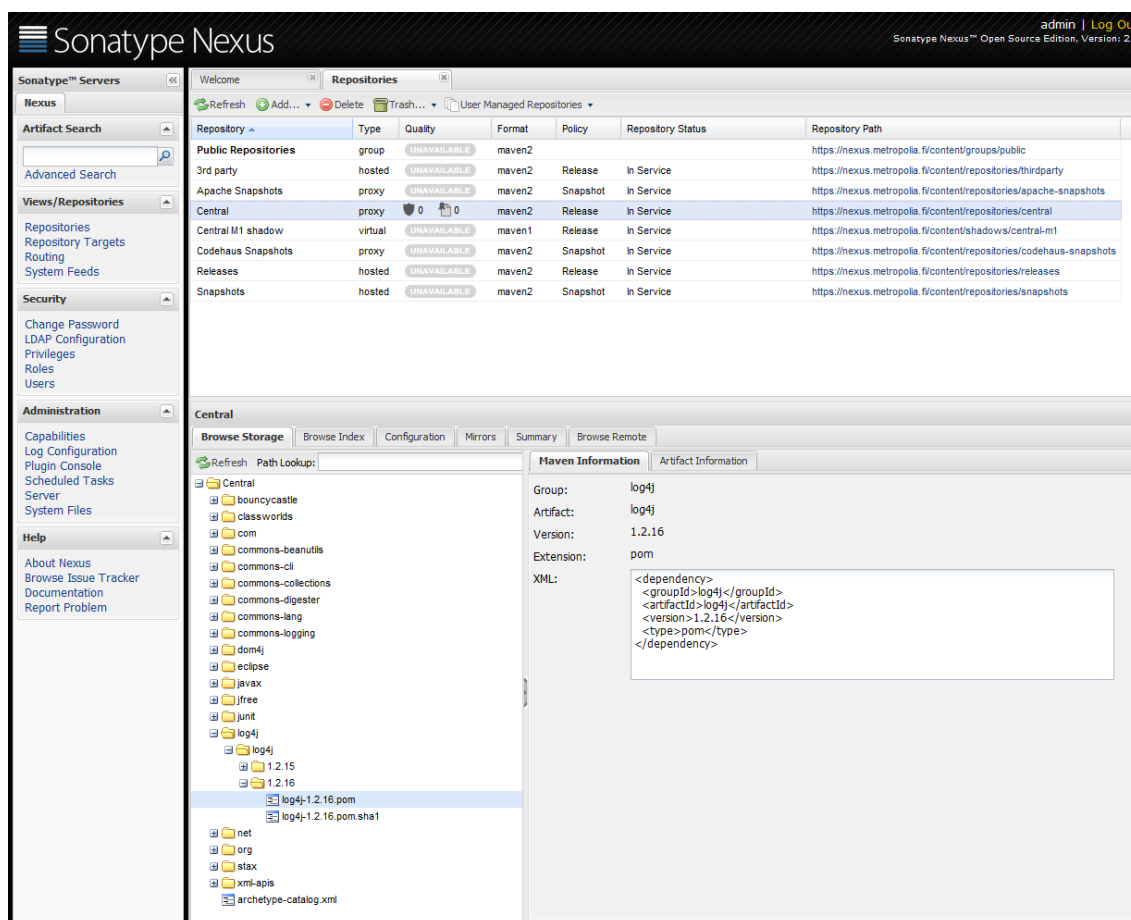 Sonatype Nexus
admin | Log Ou
Sonatype Nexus™ Open Source Edition, Version: 2
Sonatype™ Servers
Nexus
Artifact Search
Advanced Search
Views/Repositories
Repositories
Repository Targets
Routing
System Feeds
Security
Change Password
LDAP Configuration
Privileges
Roles
Users
Administration
Capabilities
Log Configuration
Plugin Console
Scheduled Tasks
Server
System Files
Help
About Nexus
Browse Issue Tracker
Documentation
Report Problem
Welcome Repositories
Refresh Add... Delete Trash... User Managed Repositories
Repository Type Quality Format Policy Repository Status Repository Path
Public Repositories group UNAVAILABLE maven2 https://nexus.metropolia.fi/content/groups/public
3rd party hosted UNAVAILABLE maven2 Release In Service https://nexus.metropolia.fi/content/repositories/thirdparty
Apache Snapshots proxy UNAVAILABLE maven2 Snapshot In Service https://nexus.metropolia.fi/content/repositories/apache-snapshots
Central proxy 0 0 maven2 Release In Service https://nexus.metropolia.fi/content/repositories/central
Central M1 shadow virtual UNAVAILABLE maven1 Release In Service https://nexus.metropolia.fi/content/shadows/central-m1
Codehaus Snapshots proxy UNAVAILABLE maven2 Snapshot In Service https://nexus.metropolia.fi/content/repositories/codehaus-snapshots
Releases hosted UNAVAILABLE maven2 Release In Service https://nexus.metropolia.fi/content/repositories/releases
Snapshots hosted UNAVAILABLE maven2 Snapshot In Service https://nexus.metropolia.fi/content/repositories/snapshots
Central
Browse Storage Browse Index Configuration Mirrors Summary Browse Remote
Refresh Path Lookup:
Central
bouncycastle
classworlds
com
commons-beanutils
commons-cli
commons-collections
commons-digester
commons-lang
commons-logging
dom4j
eclipse
javax
jfree
junit
log4j
log4j
1.2.15
1.2.16
log4j-1.2.16.pom
log4j-1.2.16.pom.sha1
net
org
stax
xml-apis
archetype-catalog.xml
Maven Information Artifact Information
Group: log4j
Artifact: log4j
Version: 1.2.16
Extension: pom
XML: <dependency>
<groupId>log4j</groupId>
<artifactId>log4j</artifactId>
<version>1.2.16</version>
<type>pom</type>
</dependency>